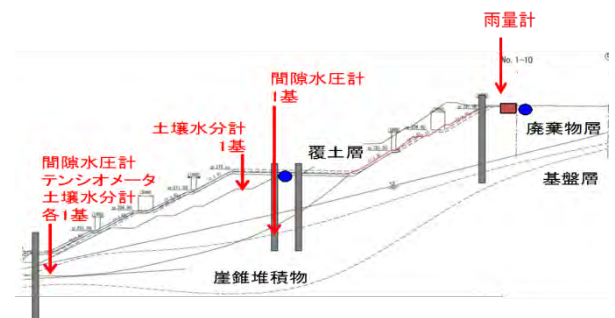 雨量計
No. 1-10
間隙水圧計
1基
土壌水分計
1基
覆土層
廃棄物層
基盤層
間隙水圧計
テンシオメータ
土壌水分計
各1基
崖錐堆積物